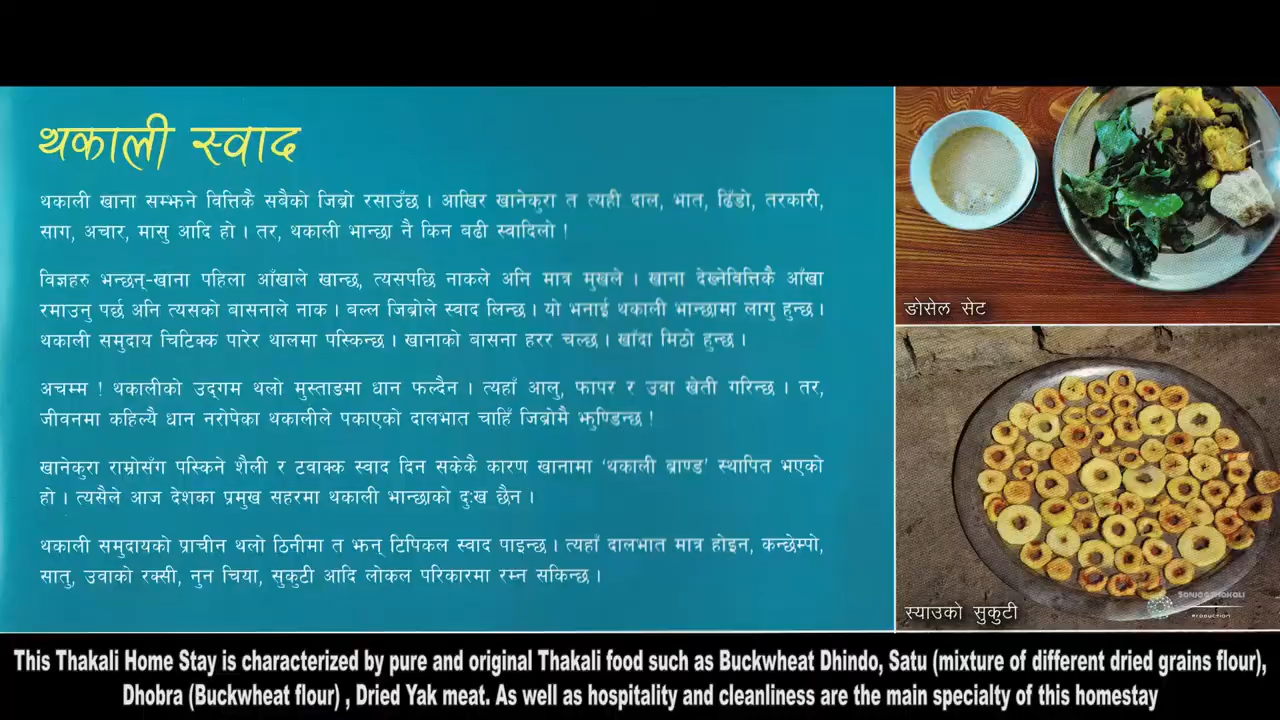 थकाली स्वाद
थकाली खाना सम्झने वित्तिकै सबैको जिब्रो रसाउँछ । आखिर खानेकुरा त त्यही दाल, भात, ढिँडो, तरकारी,
साग, अचार, मासु आदि हो । तर, थकाली भान्छा नै किन बढी स्वादिलो !
विज्ञहरु भन्छन्-खाना पहिला आँखाले खान्छ, त्यसपछि नाकले अनि मात्र मुखले । खाना देख्नेवित्तिकै आँखा
रमाउनु पर्छ अनि त्यसको बासनाले नाक । बल्ल जिब्रोले स्वाद लिन्छ । यो भनाई थकाली भान्छामा लागु हुन्छ ।
थकाली समुदाय चिटिक्क पारेर थालमा पस्किन्छ । खानाको बासना हरर चल्छ । खाँदा मिठो हुन्छ ।
अचम्म ! थकालीको उद्‌गम थलो मुस्ताङमा धान फल्दैन । त्यहाँ आलु, फापर र उवा खेती गरिन्छ । तर,
जीवनमा कहिल्यै धान नरोपेका थकालीले पकाएको दालभात चाहिँ जिब्रोमै झुण्डिन्छ !
खानेकुरा राम्रोसँग पस्किने शैली र टवाक्क स्वाद दिन सकेकै कारण खानामा ‘थकाली ब्राण्ड’ स्थापित भएको
हो । त्यसैले आज देशका प्रमुख सहरमा थकाली भान्छाको दु:ख छैन ।
थकाली समुदायको प्राचीन थलो ठिनीमा त झन् टिपिकल स्वाद पाइन्छ । त्यहाँ दालभात मात्र होइन, कन्छेम्पो,
सातु, उवाको रक्सी, नुन चिया, सुकुटी आदि लोकल परिकारमा रम्न सकिन्छ ।
ङोसेल सेट
स्याउको सुकुटी
SONIC THAKALI
PRODUCTION
This Thakali Home Stay is characterized by pure and original Thakali food such as Buckwheat Dhindo, Satu (mixture of different dried grains flour),
Dhobra (Buckwheat flour) , Dried Yak meat. As well as hospitality and cleanliness are the main specialty of this homestay